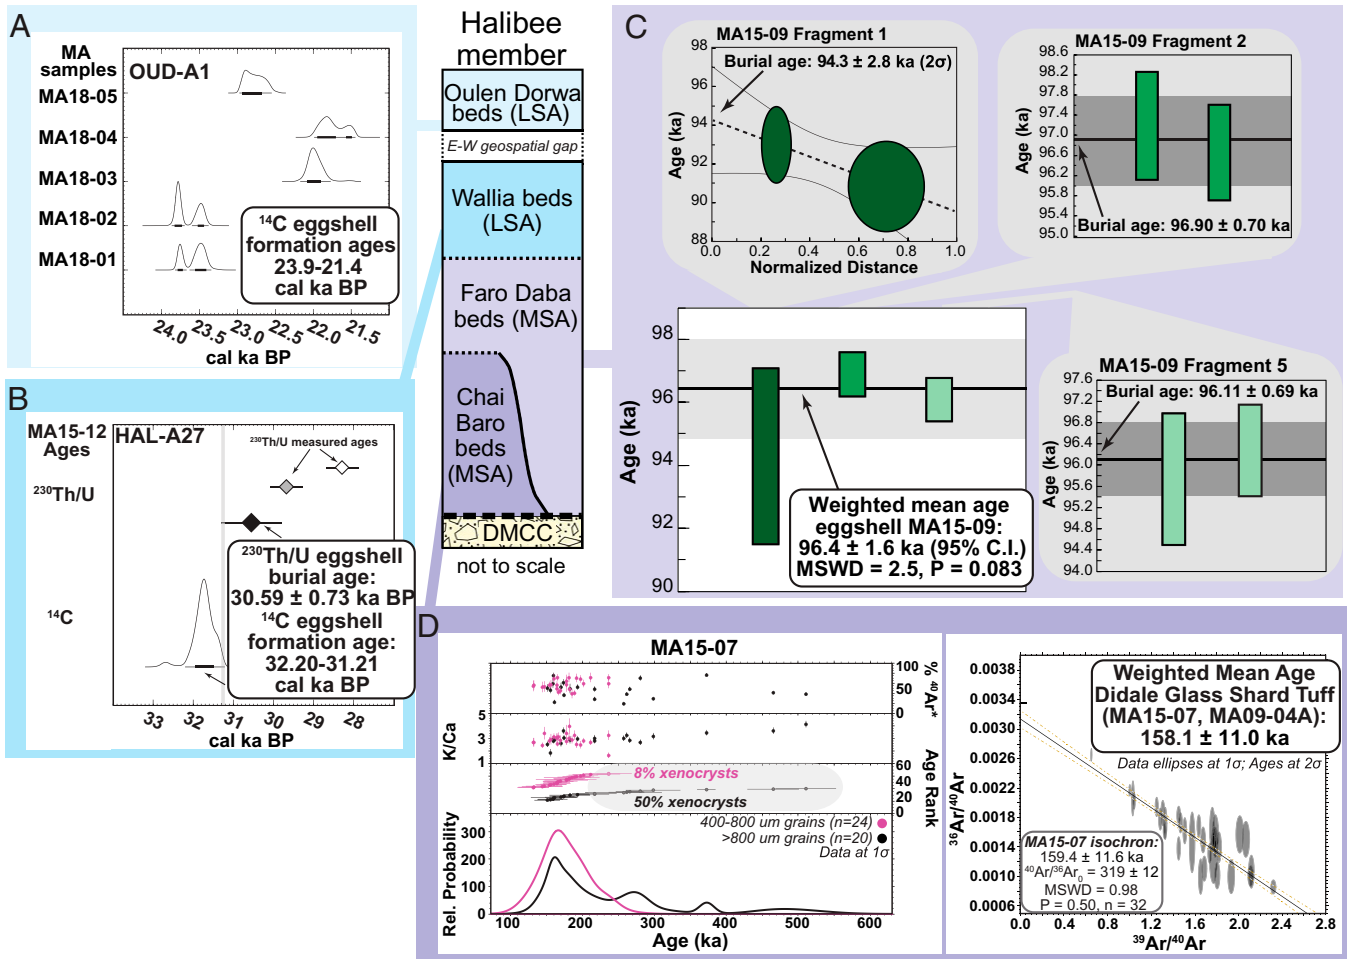 A
MA
samples
MA18-05
MA18-04
MA18-03
MA18-02
MA18-01
OUD-A1
14C eggshell
formation ages
23.9-21.4
cal ka BP
24.0 23.5 23.0 22.5 22.0 21.5
cal ka BP
B
MA15-12
Ages
HAL-A27
230Th/U measured ages
230Th/U
14C
230Th/U eggshell
burial age:
30.59 ± 0.73 ka BP
14C eggshell
formation age:
32.20-31.21
cal ka BP
33 32 31 30 29 28
cal ka BP
Halibee
member
Oulen Dorwa
beds (LSA)
E-W geospatial gap
Wallia beds
(LSA)
Faro Daba
beds (MSA)
Chai
Baro
beds
(MSA)
DMCC
not to scale
C
MA15-09 Fragment 1
Burial age: 94.3 ± 2.8 ka (2σ)
Age (ka)
98
96
94
92
90
88
0.0 0.2 0.4 0.6 0.8 1.0
Normalized Distance
MA15-09 Fragment 2
Age (ka)
98.6
98.2
97.8
97.4
97.0
96.6
96.2
95.8
95.4
95.0
Burial age: 96.90 ± 0.70 ka
Age (ka)
98
96
94
92
90
Weighted mean age
eggshell MA15-09:
96.4 ± 1.6 ka (95% C.I.)
MSWD = 2.5, P = 0.083
MA15-09 Fragment 5
Burial age: 96.11 ± 0.69 ka
Age (ka)
97.6
97.2
96.8
96.4
96.0
95.6
95.2
94.8
94.4
94.0
D
MA15-07
% 40Ar*
100
50
0
K/Ca
5
3
1
Age Rank
60
40
20
0
8% xenocrysts
50% xenocrysts
400-800 um grains (n=24)
>800 um grains (n=20)
Data at 1σ
Rel. Probability
300
200
100
0
100 200 300 400 500 600
Age (ka)
36Ar/40Ar
0.0038
0.0034
0.0030
0.0026
0.0022
0.0018
0.0014
0.0010
0.0006
Weighted Mean Age
Didale Glass Shard Tuff
(MA15-07, MA09-04A):
158.1 ± 11.0 ka
Data ellipses at 1σ; Ages at 2σ
MA15-07 isochron:
159.4 ± 11.6 ka
40Ar/36Ar0 = 319 ± 12
MSWD = 0.98
P = 0.50, n = 32
0.0 0.4 0.8 1.2 1.6 2.0 2.4 2.8
39Ar/40Ar